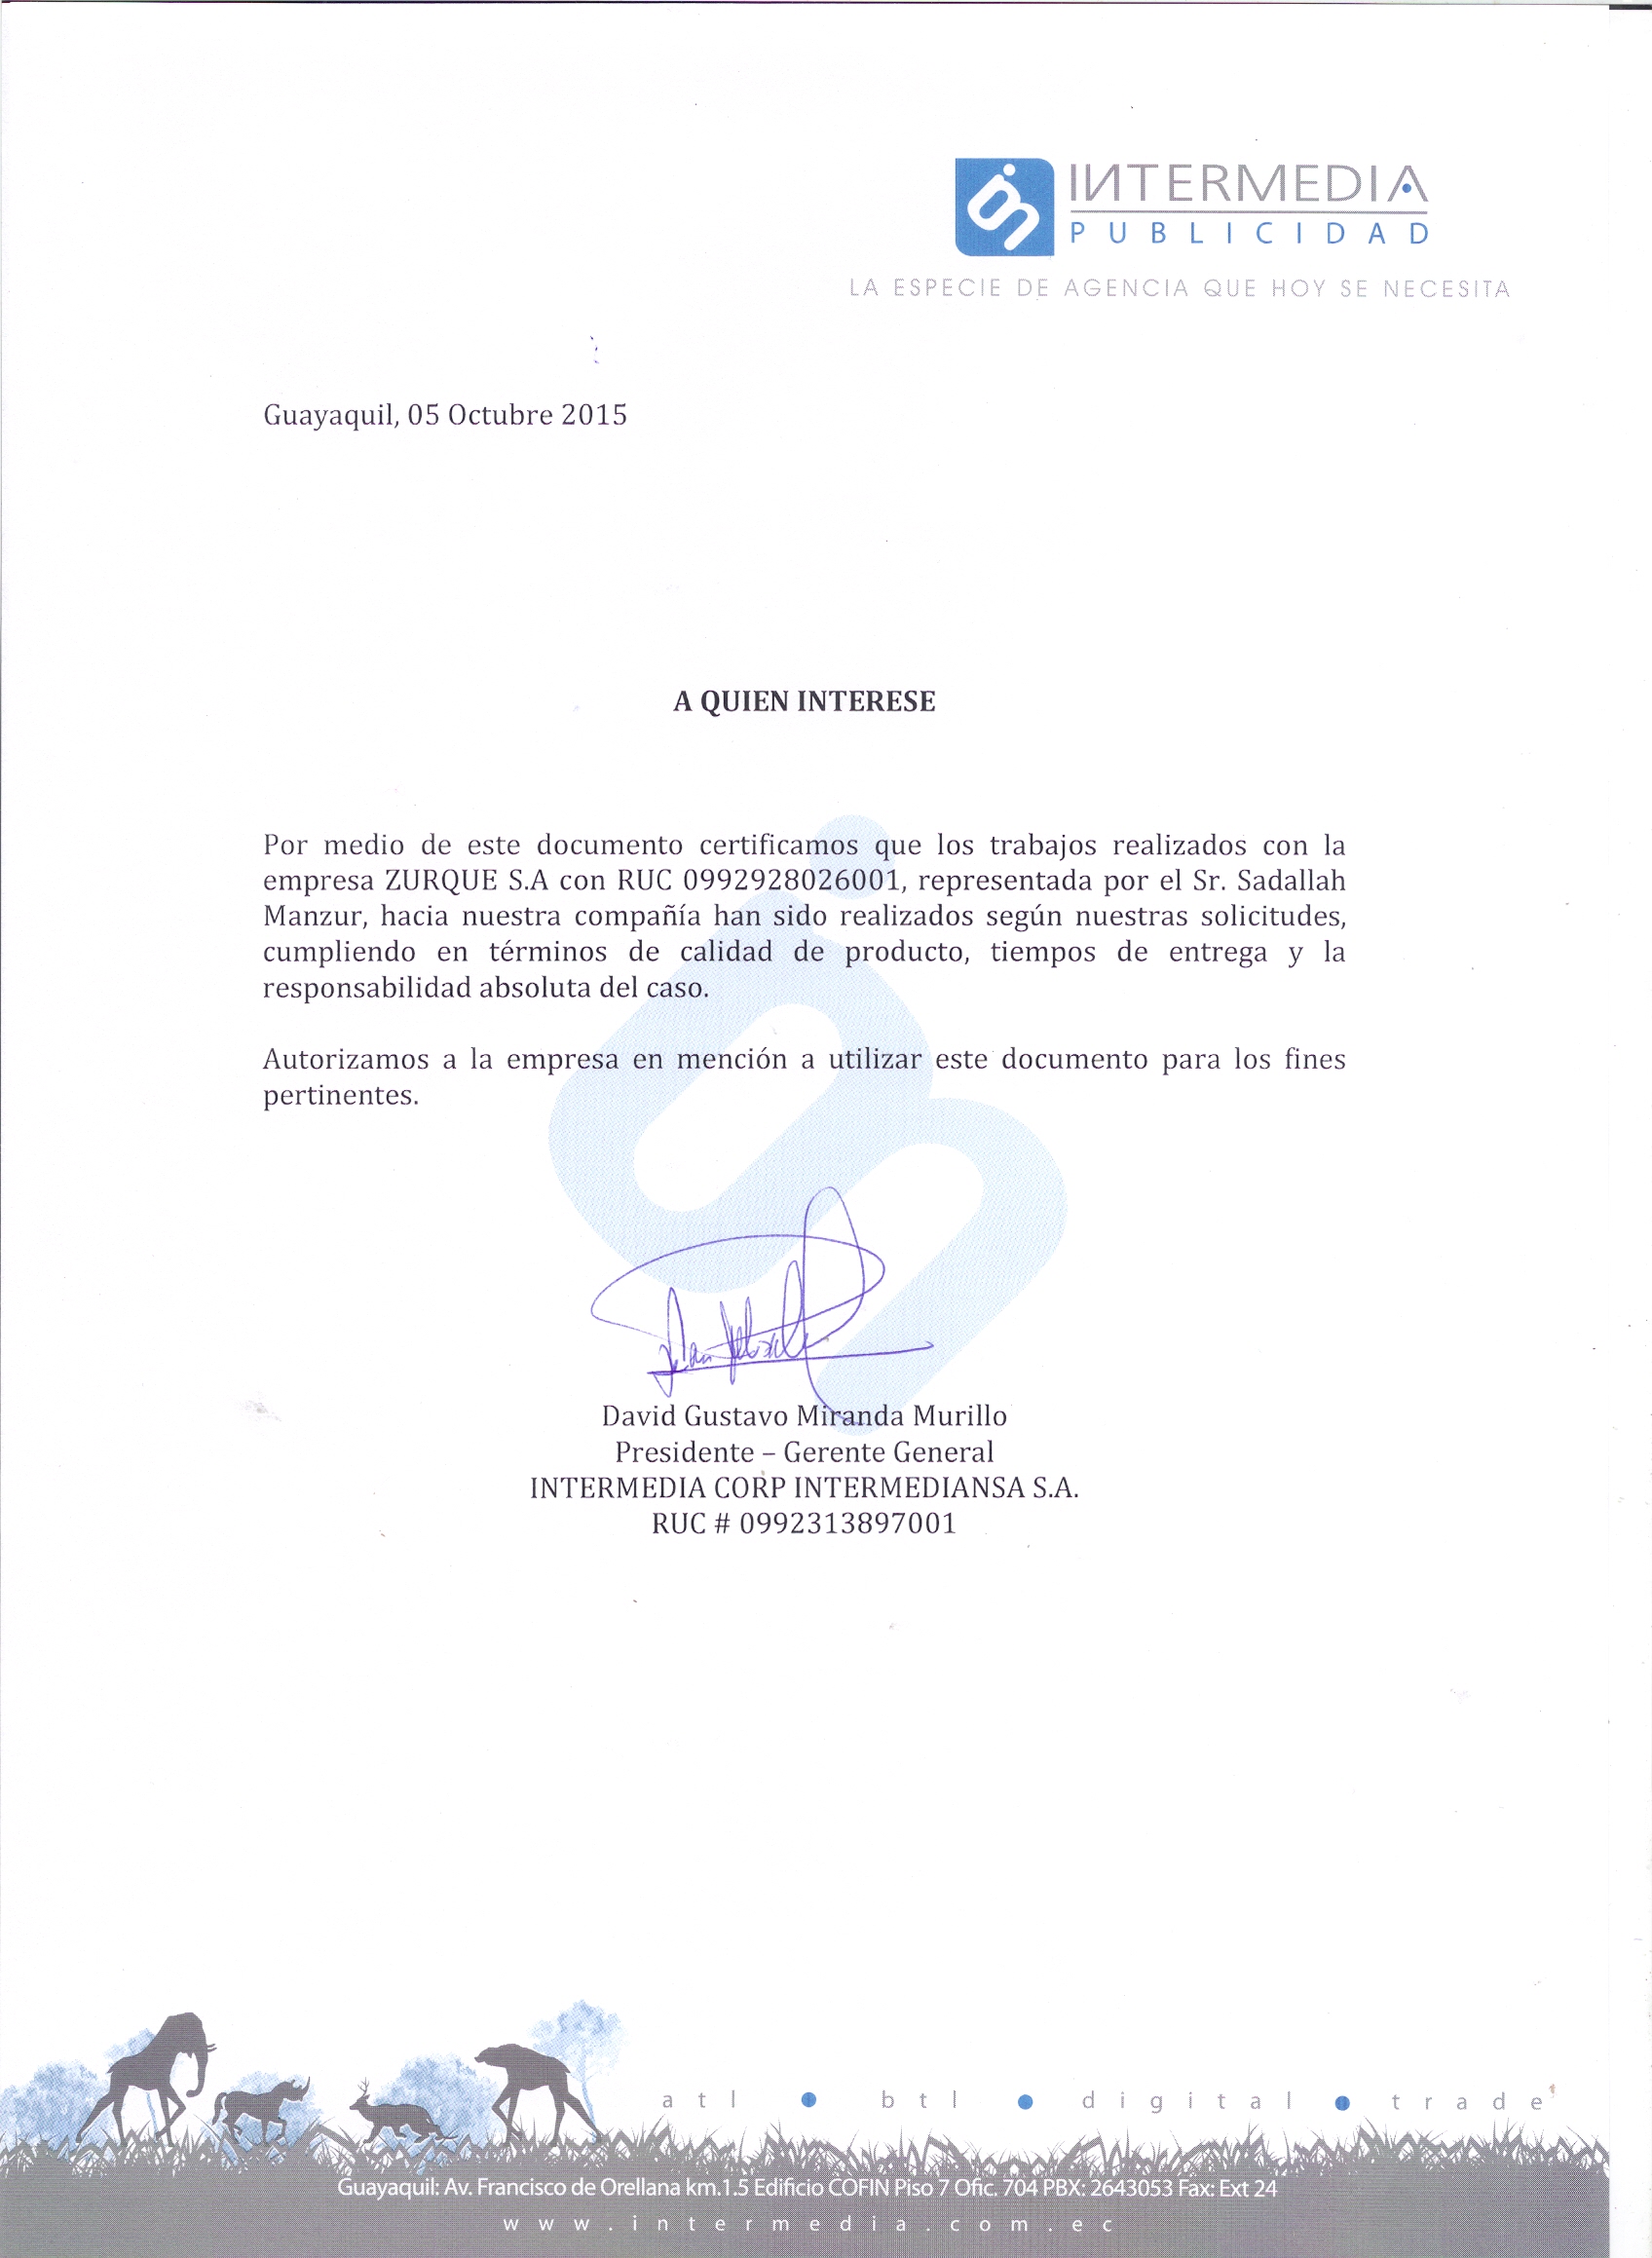 INTERMEDIA
PUBLICIDAD
LA ESPECIE DE AGENCIA QUE HOY SE NECESITA
Guayaquil, 05 Octubre 2015
A QUIEN INTERESE
Por medio de este documento certificamos que los trabajos realizados con la
empresa ZURQUE S.A con RUC 0992928026001, representada por el Sr. Sadallah
Manzur, hacia nuestra compañía han sido realizados según nuestras solicitudes,
cumpliendo en términos de calidad de producto, tiempos de entrega y la
responsabilidad absoluta del caso.
Autorizamos a la empresa en mención a utilizar este documento para los fines
pertinentes.
David Gustavo Miranda Murillo
Presidente – Gerente General
INTERMEDIA CORP INTERMEDIANSA S.A.
RUC # 0992313897001
atl • btl • digital • trade
Guayaquil: Av. Francisco de Orellana km.1.5 Edificio COFIN Piso 7 Ofic. 704 PBX: 2643053 Fax: Ext 24
www.intermedia.com.ec